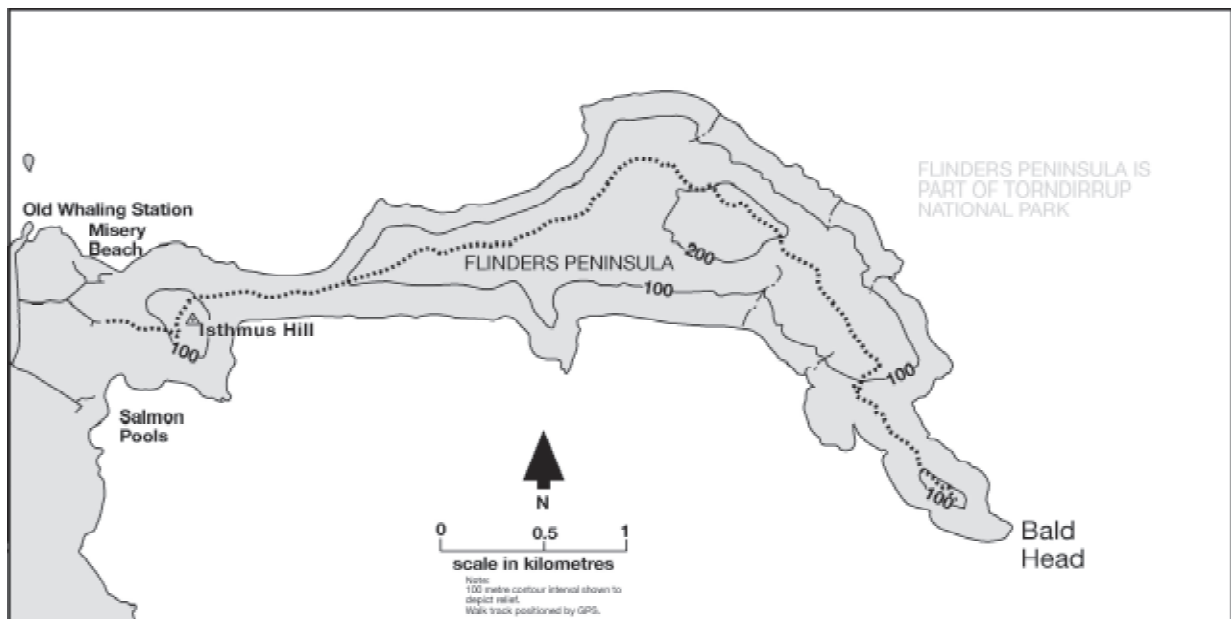 FLINDERS PENINSULA IS
PART OF TORNDIRRUP
NATIONAL PARK
Old Whaling Station
Misery
Beach
FLINDERS PENINSULA
200
100
Isthmus Hill
100
100
Salmon
Pools
100
N
Bald
Head
0
0.5
1
scale in kilometres
Note:
100 metre contour interval shown to
depict relief.
Walk track positioned by GPS.